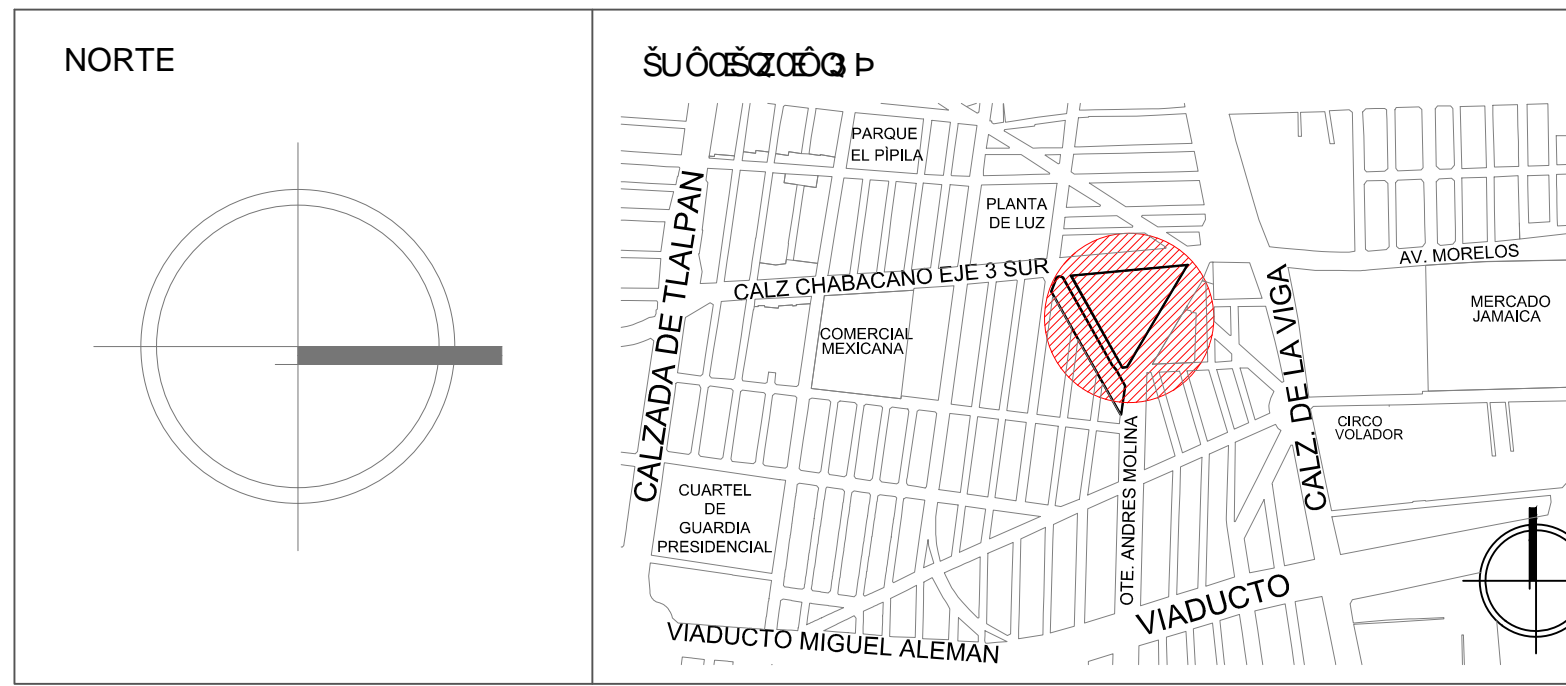 NORTE
ŠUÔOEŠOZOEÔQ3 Þ
PARQUE
EL PÌPILA
PLANTA
DE LUZ
CALZADA DE TLALPAN
CALZ CHABACANO EJE 3 SUR
AV. MORELOS
COMERCIAL
MEXICANA
MERCADO
JAMAICA
CALZ. DE LA VIGA
CIRCO
VOLADOR
CUARTEL
DE
GUARDIA
PRESIDENCIAL
OTE. ANDRES MOLINA
VIADUCTO
VIADUCTO MIGUEL ALEMAN